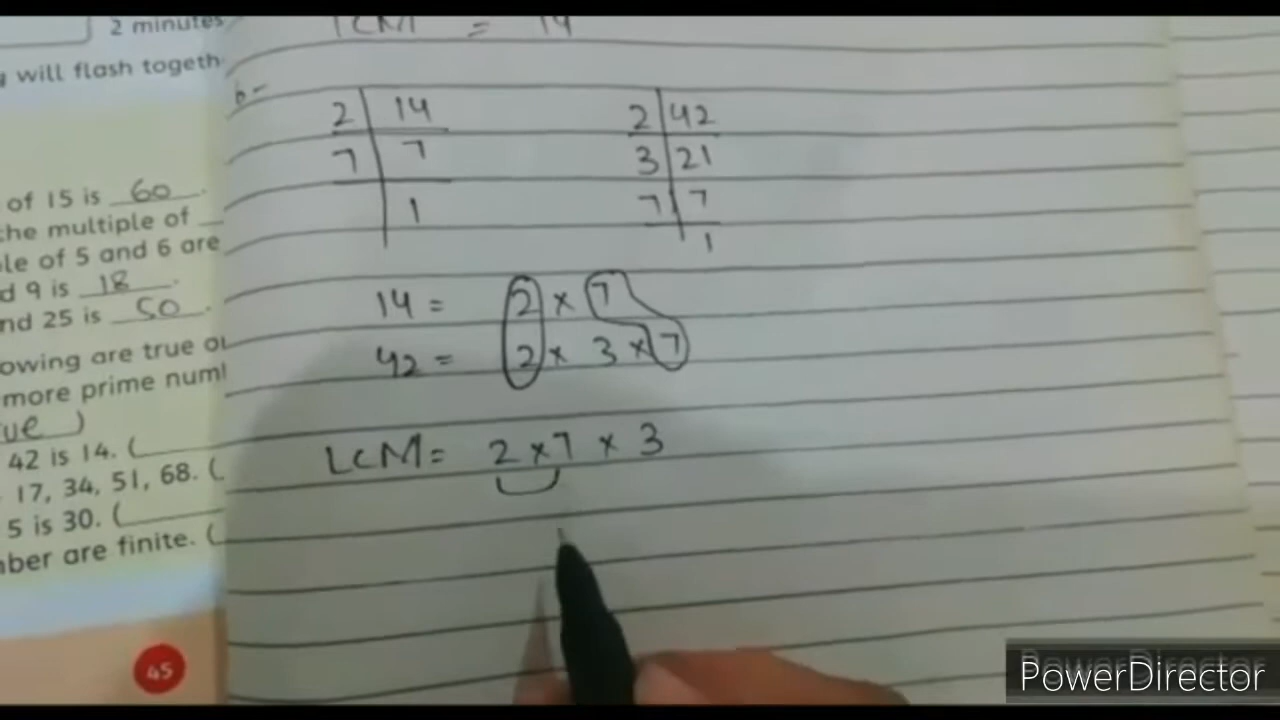 2 minutes
will flash togeth
of 15 is 60.
the multiple of
le of 5 and 6 are
d 9 is 18.
nd 25 is 50.
owing are true or
more prime numb
ue )
42 is 14. (
17, 34, 51, 68. (
5 is 30. (
mber are finite. (
45
LCM = 14
b-
2 | 14
7 | 7
1
2 | 42
3 | 21
7 | 7
1
14 = 2 × 7
42 = 2 × 3 × 7
LCM = 2 × 7 × 3
PowerDirector